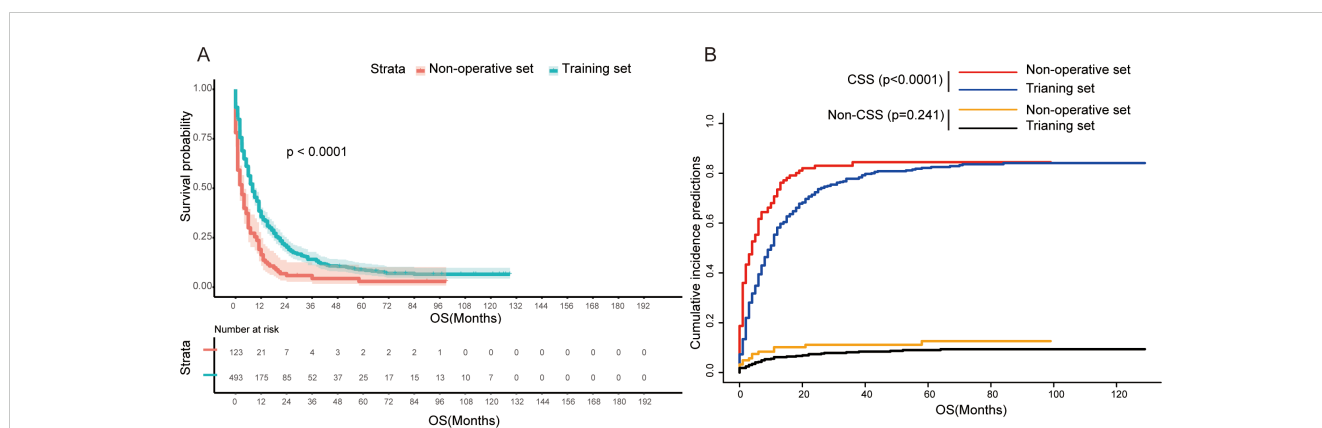 A
Strata Non-operative set Training set
1.00
0.75
0.50
0.25
0.00
Survival probability
p < 0.0001
0 12 24 36 48 60 72 84 96 108 120 132 144 156 168 180 192
OS(Months)
Number at risk
Strata
123 21 7 4 3 2 2 2 1 0 0 0 0 0 0 0 0
493 175 85 52 37 25 17 15 13 10 7 0 0 0 0 0 0
0 12 24 36 48 60 72 84 96 108 120 132 144 156 168 180 192
OS(Months)
B
CSS (p<0.0001)
Non-operative set
Trianing set
Non-CSS (p=0.241)
Non-operative set
Trianing set
1.0
0.8
0.6
0.4
0.2
0.0
Cumulative incidence predictions
0 20 40 60 80 100 120
OS(Months)